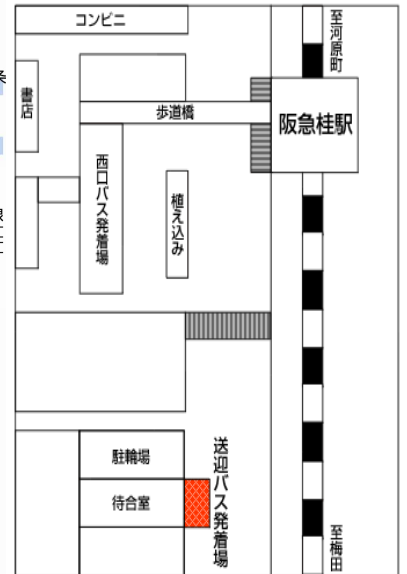 コンビニ
至河原町
書店
歩道橋
阪急桂駅
西口バス発着場
植え込み
駐輪場
待合室
送迎バス発着場
至梅田